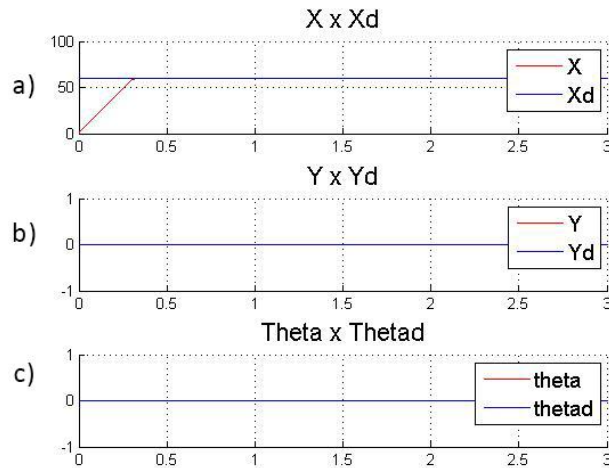 X x Xd
a)
100
50
0
0 0.5 1 1.5 2 2.5 3
X
Xd
Y x Yd
b)
1
0
-1
0 0.5 1 1.5 2 2.5 3
Y
Yd
Theta x Thetad
c)
1
0
-1
0 0.5 1 1.5 2 2.5 3
theta
thetad